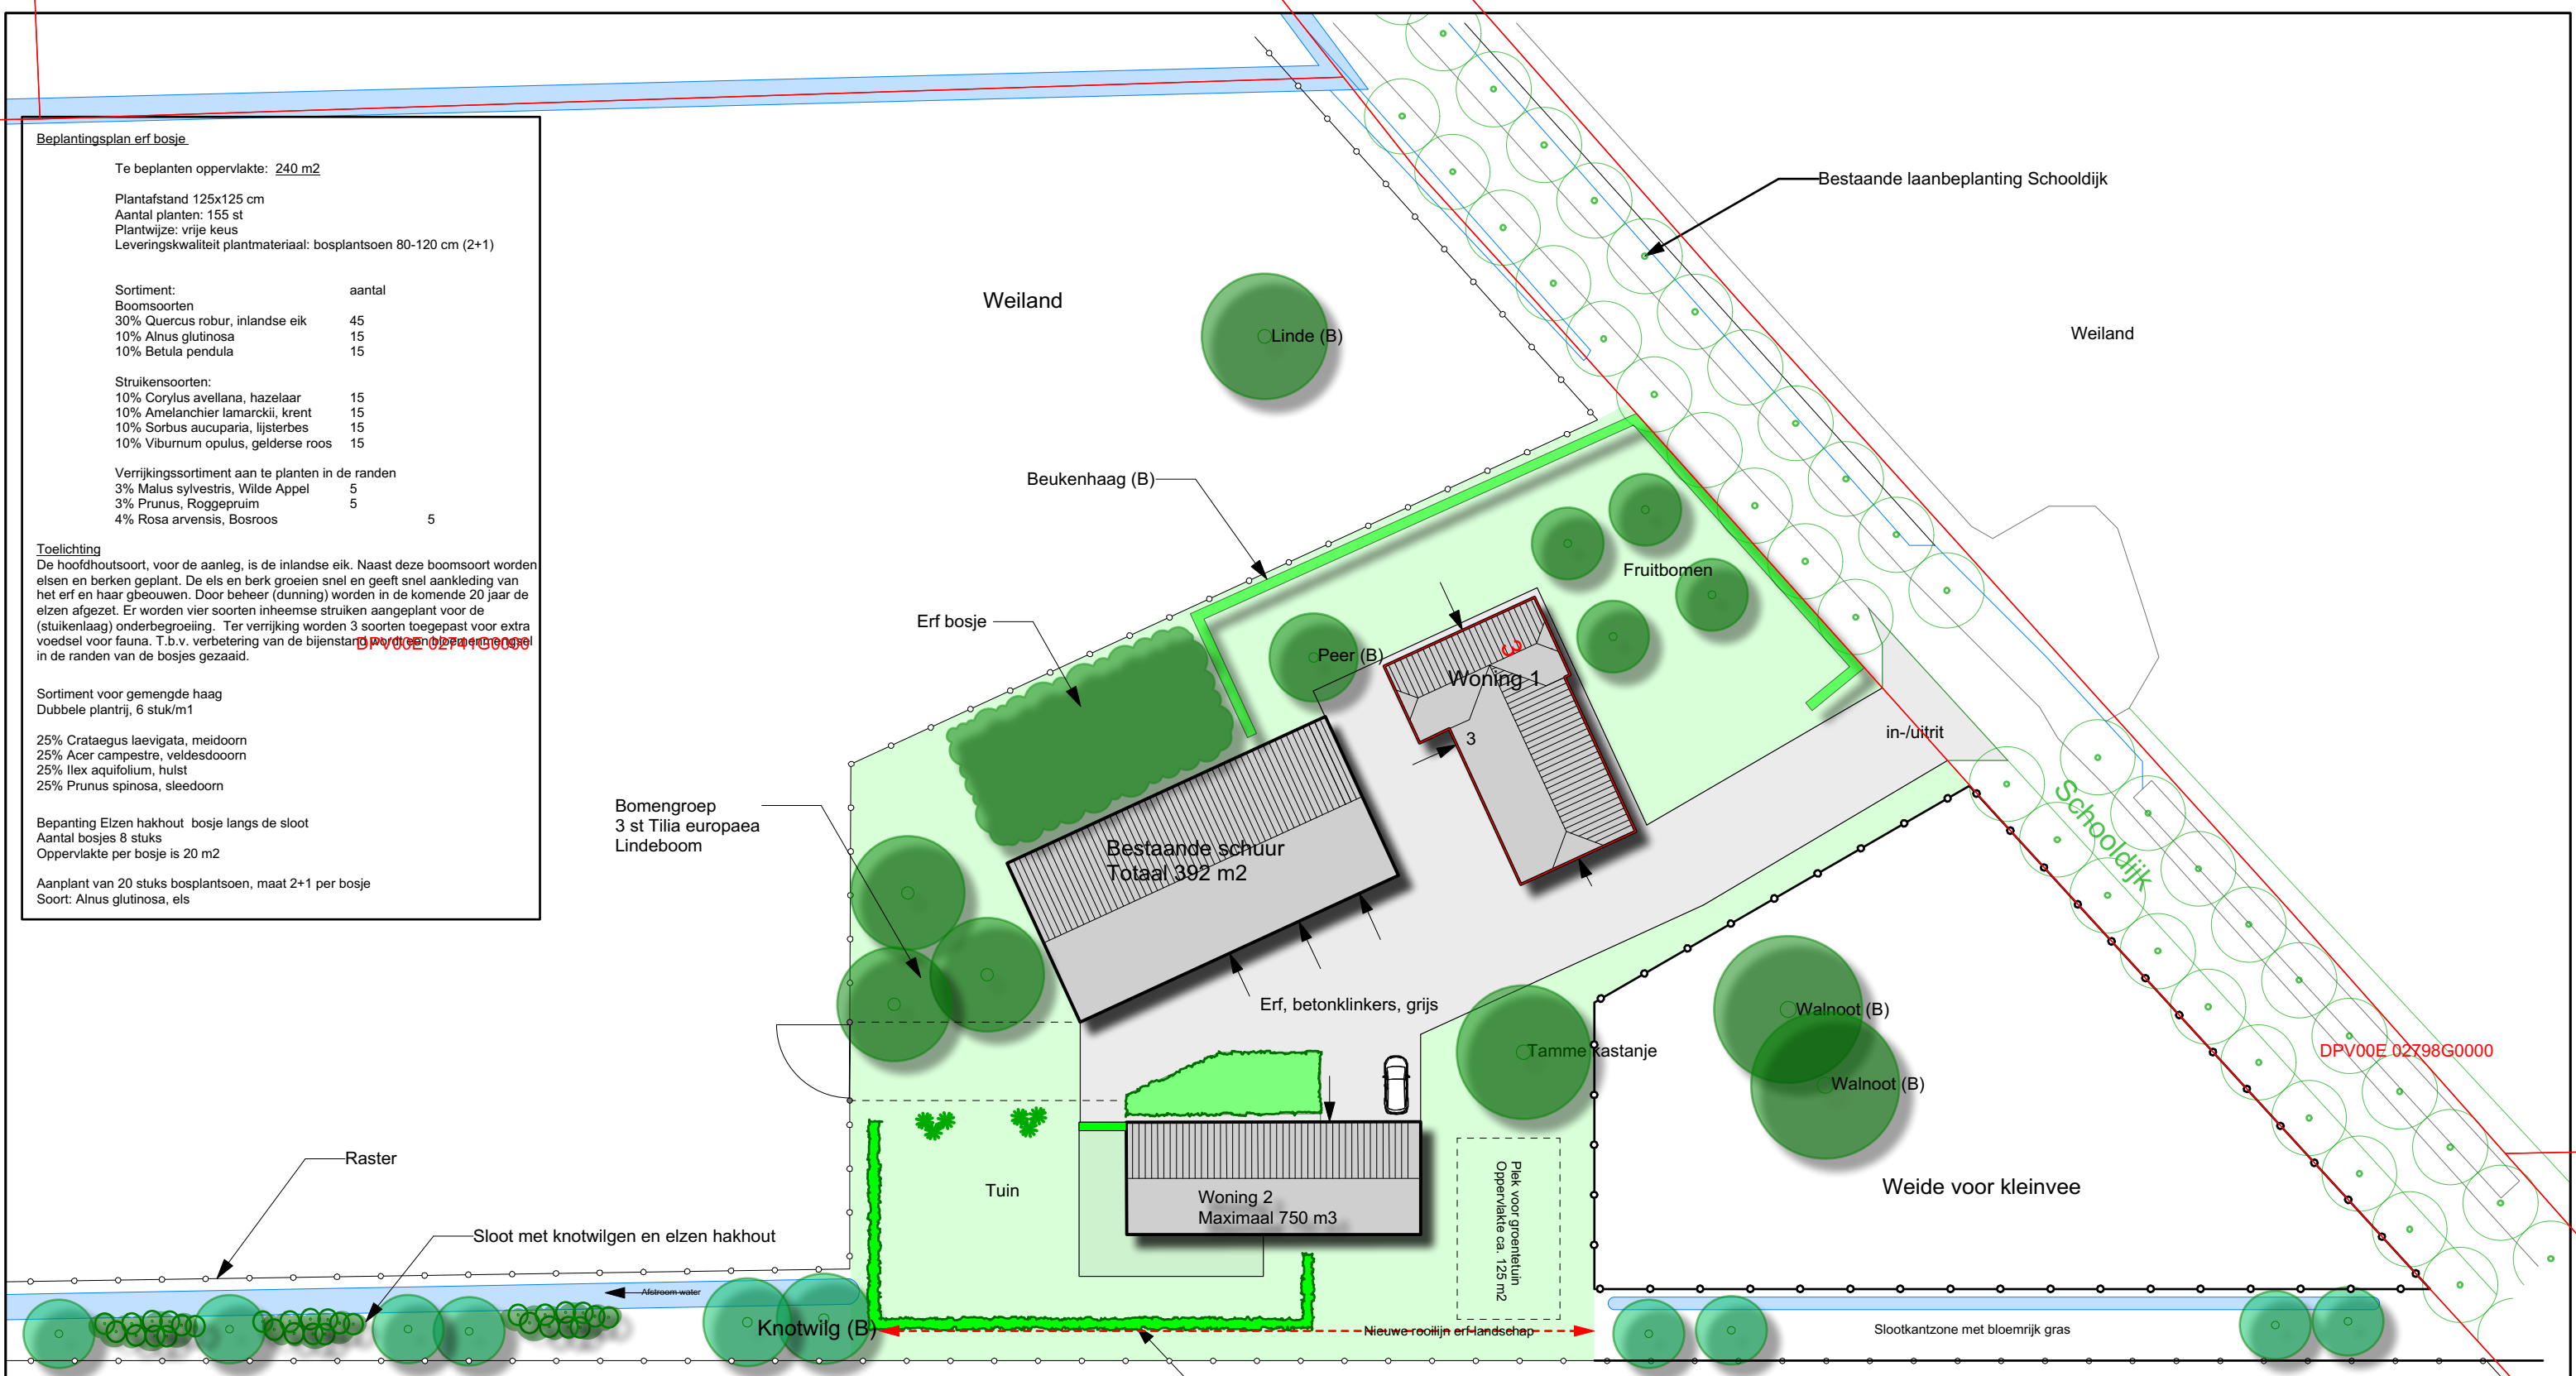 Beplantingsplan erf bosje
Te beplanten oppervlakte: 240 m2
Plantafstand 125x125 cm
Aantal planten: 155 st
Plantwijze: vrije keus
Leveringskwaliteit plantmateriaal: bosplantsoen 80-120 cm (2+1)
Sortiment: aantal
Boomsoorten
30% Quercus robur, inlandse eik 45
10% Alnus glutinosa 15
10% Betula pendula 15
Struikensoorten:
10% Corylus avellana, hazelaar 15
10% Amelanchier lamarckii, krent 15
10% Sorbus aucuparia, lijsterbes 15
10% Viburnum opulus, gelderse roos 15
Verrijkingssortiment aan te planten in de randen
3% Malus sylvestris, Wilde Appel 5
3% Prunus, Roggepruim 5
4% Rosa arvensis, Bosroos 5
Toelichting
De hoofdhoutsoort, voor de aanleg, is de inlandse eik. Naast deze boomsoort worden
elsen en berken geplant. De els en berk groeien snel en geeft snel aankleding van
het erf en haar gbeouwen. Door beheer (dunning) worden in de komende 20 jaar de
elzen afgezet. Er worden vier soorten inheemse struiken aangeplant voor de
(stuikenlaag) onderbegroeiing. Ter verrijking worden 3 soorten toegepast voor extra
voedsel voor fauna. T.b.v. verbetering van de bijenstand wordt een bloemenmengsel
in de randen van de bosjes gezaaid.
DPV00E 02741G0000
Sortiment voor gemengde haag
Dubbele plantrij, 6 stuk/m1
25% Crataegus laevigata, meidoorn
25% Acer campestre, veldesdooorn
25% Ilex aquifolium, hulst
25% Prunus spinosa, sleedoorn
Bepanting Elzen hakhout bosje langs de sloot
Aantal bosjes 8 stuks
Oppervlakte per bosje is 20 m2
Aanplant van 20 stuks bosplantsoen, maat 2+1 per bosje
Soort: Alnus glutinosa, els
Bestaande laanbeplanting Schooldijk
Weiland
Linde (B)
Weiland
Beukenhaag (B)
Fruitbomen
Erf bosje
Peer (B)
3
Woning 1
3
in-/uitrit
Schooldijk
Bomengroep
3 st Tilia europaea
Lindeboom
Bestaande schuur
Totaal 392 m2
Erf, betonklinkers, grijs
Tamme kastanje
Walnoot (B)
Walnoot (B)
DPV00E 02798G0000
Raster
Tuin
Woning 2
Maximaal 750 m3
Plek voor groentetuin
Oppervlakte ca. 125 m2
Weide voor kleinvee
Sloot met knotwilgen en elzen hakhout
Afstroom water
Knotwilg (B)
Nieuwe rooilijn erf-landschap
Slootkantzone met bloemrijk gras